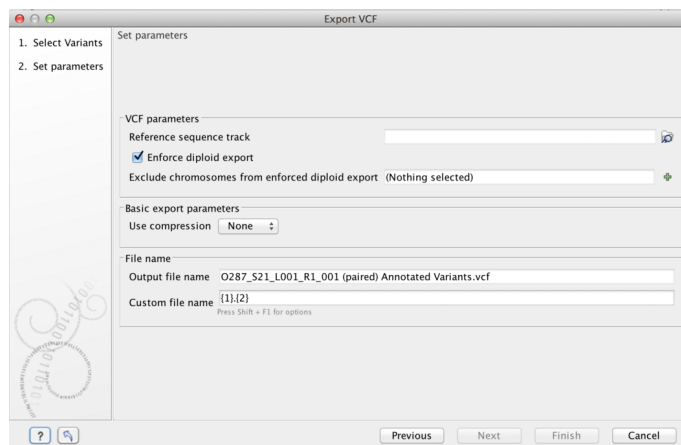 Export VCF
1. Select Variants
2. Set parameters
Set parameters
VCF parameters
Reference sequence track
Enforce diploid export
Exclude chromosomes from enforced diploid export (Nothing selected)
Basic export parameters
Use compression None
File name
Output file name O287_S21_L001_R1_001 (paired) Annotated Variants.vcf
Custom file name {1}.{2}
Press Shift + F1 for options
? Previous Next Finish Cancel